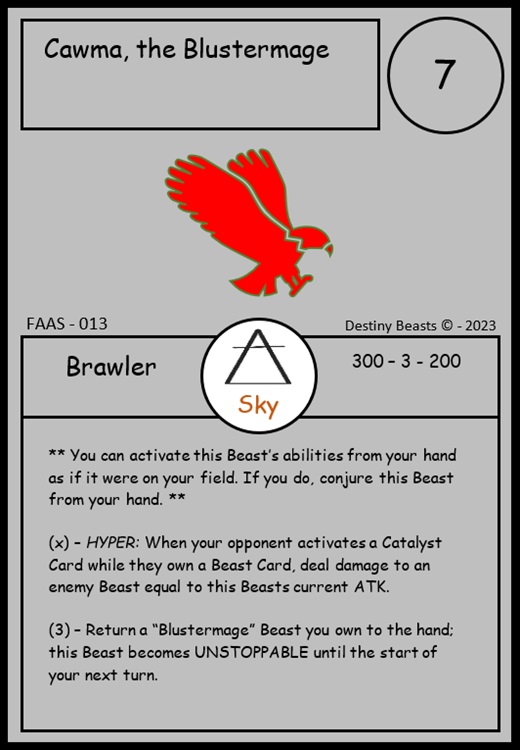 Cawma, the Blustermage
7
FAAS - 013
Destiny Beasts © - 2023
Brawler
300 - 3 - 200
Sky
** You can activate this Beast's abilities from your hand
as if it were on your field. If you do, conjure this Beast
from your hand. **
(x) – HYPER: When your opponent activates a Catalyst
Card while they own a Beast Card, deal damage to an
enemy Beast equal to this Beasts current ATK.
(3) – Return a “Blustermage” Beast you own to the hand;
this Beast becomes UNSTOPPABLE until the start of
your next turn.